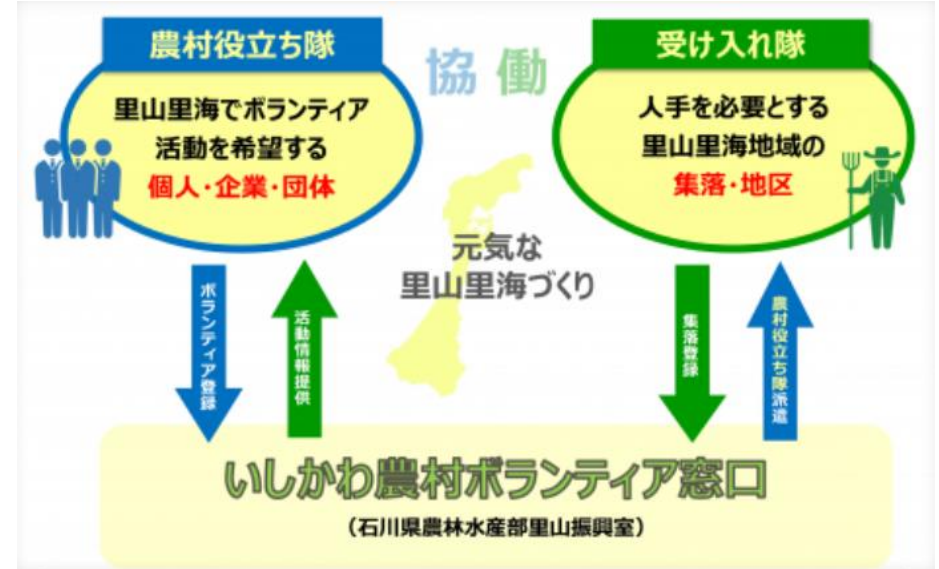 農村役立ち隊
里山里海でボランティア
活動を希望する
個人・企業・団体
協働
受け入れ隊
人手を必要とする
里山里海地域の
集落・地区
元気な
里山里海づくり
ボランティア登録
活動情報提供
集落登録
農村役立ち隊派遣
いしかわ農村ボランティア窓口
（石川県農林水産部里山振興室）